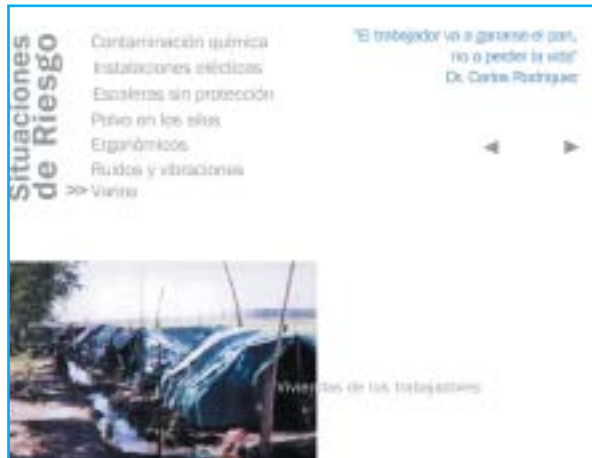 Situaciones
de Riesgo
Contaminación química
Instalaciones eléctricas
Escaleras sin protección
Polvo en los silos
Ergonómicos
Ruidos y vibraciones
>> Varios
"El trabajador va a ganarse el pan,
no a perder la vida"
Dr. Carlos Rodriguez
Viviendas de los trabajadores